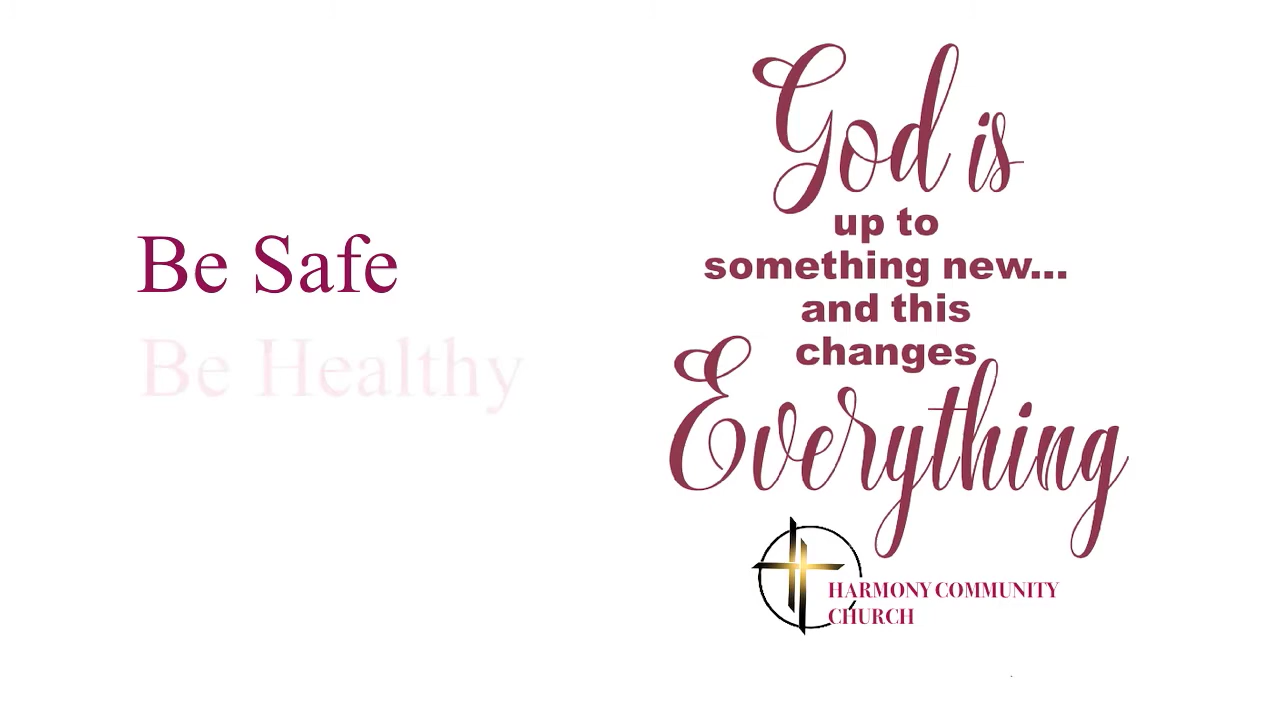 Be Safe
Be Healthy
God is
up to
something new...
and this
changes
Everything
HARMONY COMMUNITY
CHURCH